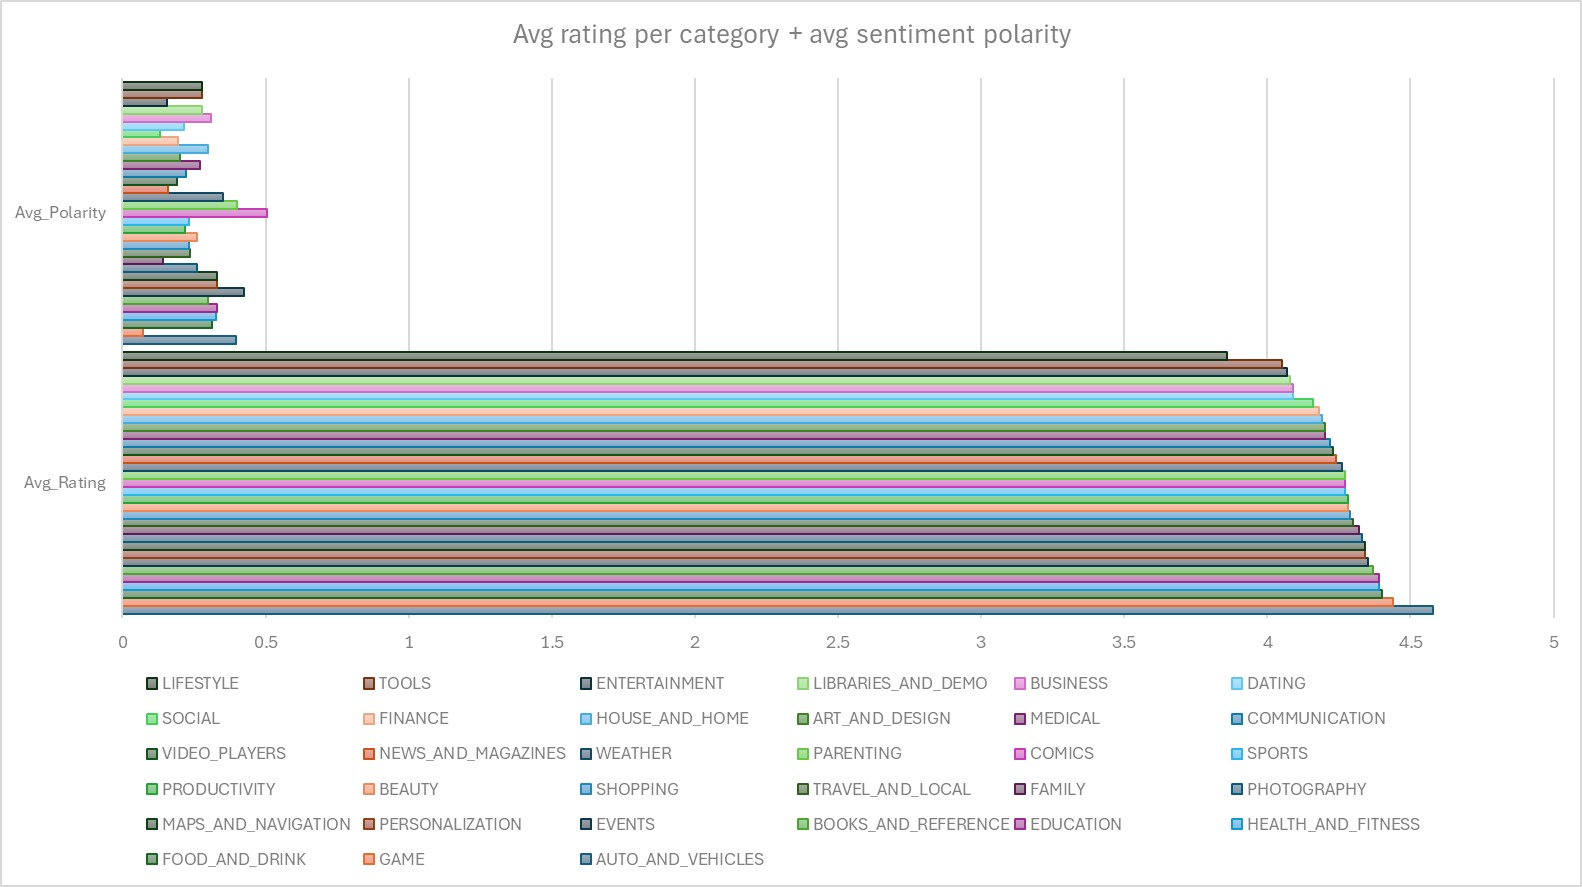 Avg rating per category + avg sentiment polarity
Avg_Polarity
Avg_Rating
0 0.5 1 1.5 2 2.5 3 3.5 4 4.5 5
LIFESTYLE TOOLS ENTERTAINMENT LIBRARIES_AND_DEMO BUSINESS DATING
SOCIAL FINANCE HOUSE_AND_HOME ART_AND_DESIGN MEDICAL COMMUNICATION
VIDEO_PLAYERS NEWS_AND_MAGAZINES WEATHER PARENTING COMICS SPORTS
PRODUCTIVITY BEAUTY SHOPPING TRAVEL_AND_LOCAL FAMILY PHOTOGRAPHY
MAPS_AND_NAVIGATION PERSONALIZATION EVENTS BOOKS_AND_REFERENCE EDUCATION HEALTH_AND_FITNESS
FOOD_AND_DRINK GAME AUTO_AND_VEHICLES